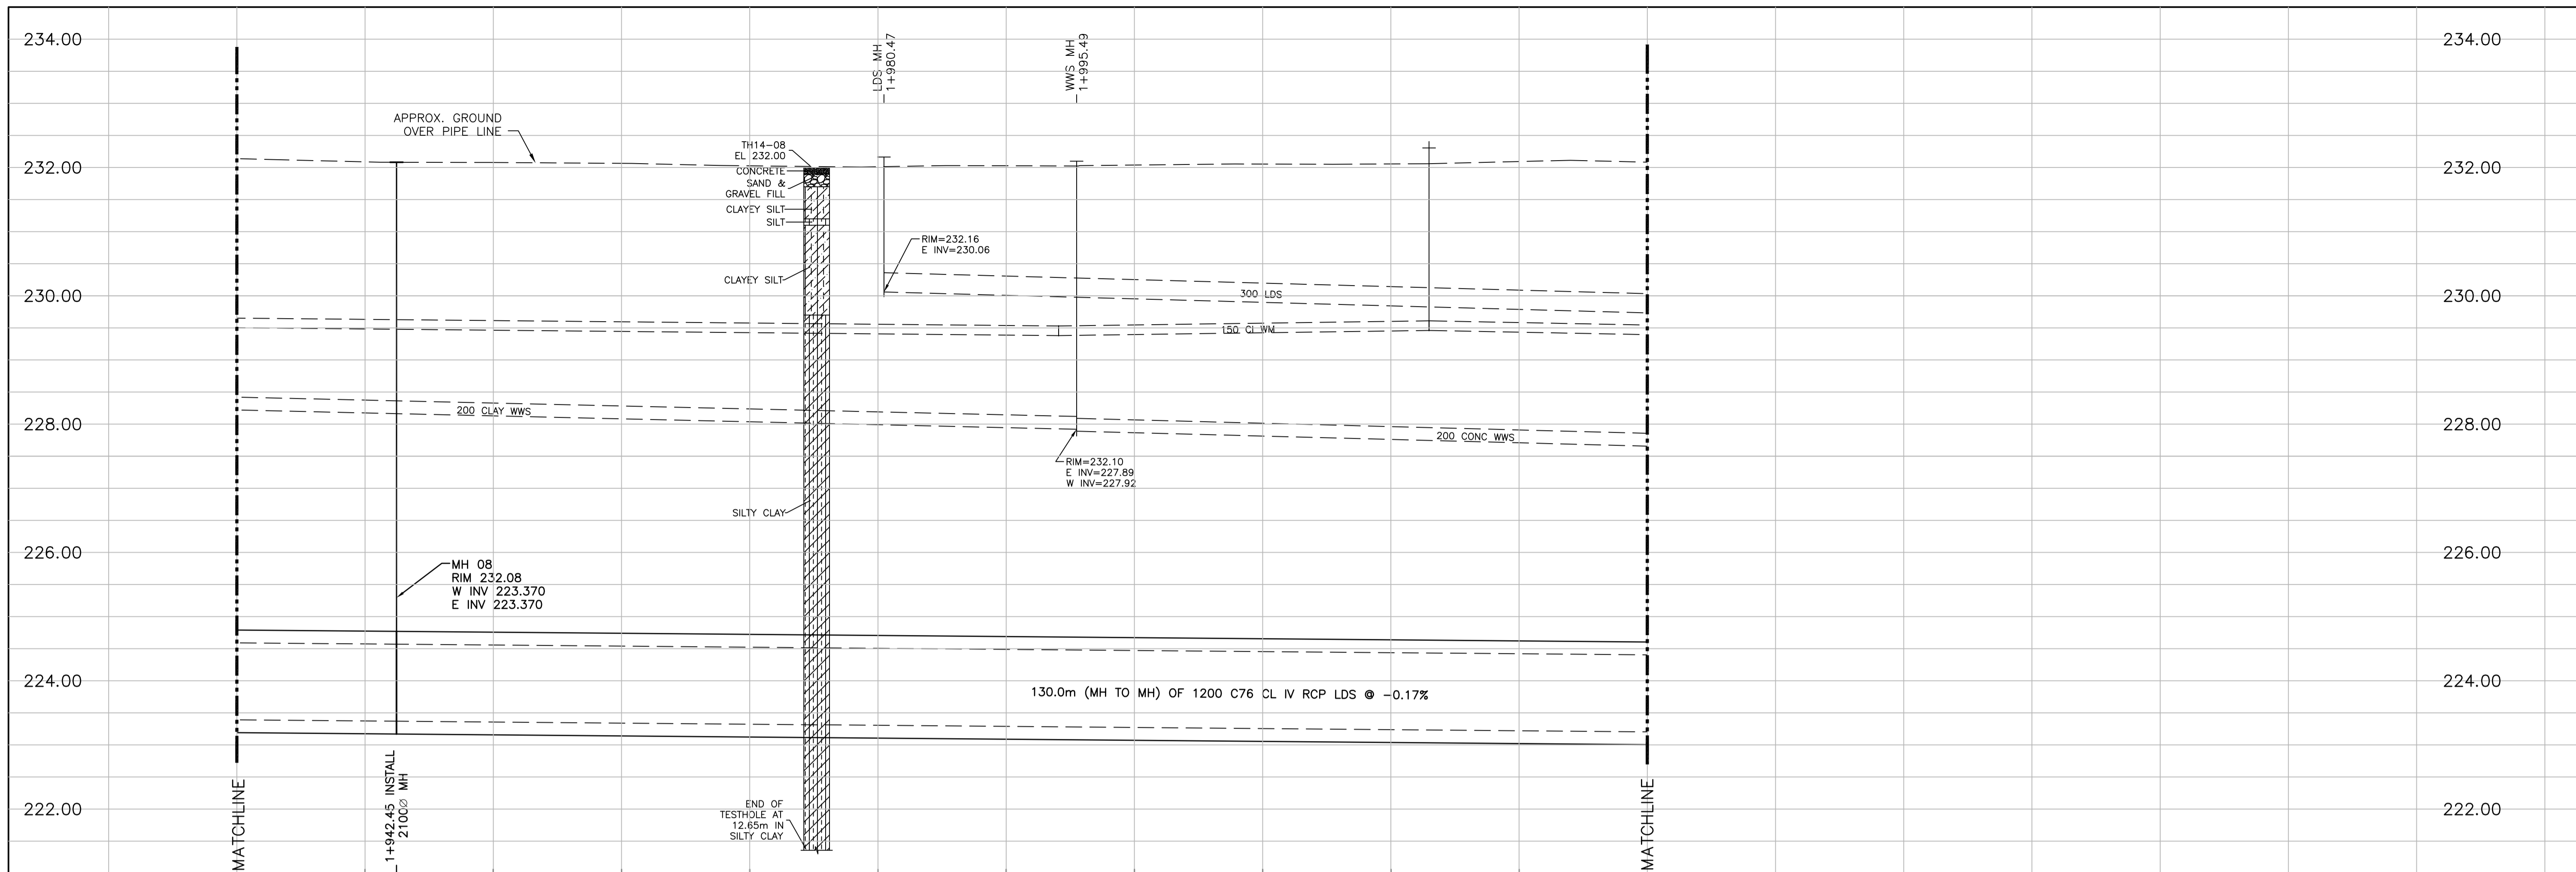 234.00
234.00
LDS MH
1+980.47
WWS MH
1+995.49
APPROX. GROUND
OVER PIPE LINE
TH14-08
EL 232.00
232.00
232.00
CONCRETE
SAND &
GRAVEL FILL
CLAYEY SILT
SILT
RIM=232.16
E INV=230.06
CLAYEY SILT
230.00
300 LDS
230.00
150 CI WM
200 CLAY WWS
228.00
228.00
200 CONC WWS
RIM=232.10
E INV=227.89
W INV=227.92
SILTY CLAY
226.00
226.00
MH 08
RIM 232.08
W INV 223.370
E INV 223.370
224.00
224.00
130.0m (MH TO MH) OF 1200 C76 CL IV RCP LDS @ -0.17%
MATCHLINE
1+942.45 INSTALL
2100∅ MH
MATCHLINE
222.00
222.00
END OF
TESTHOLE AT
12.65m IN
SILTY CLAY